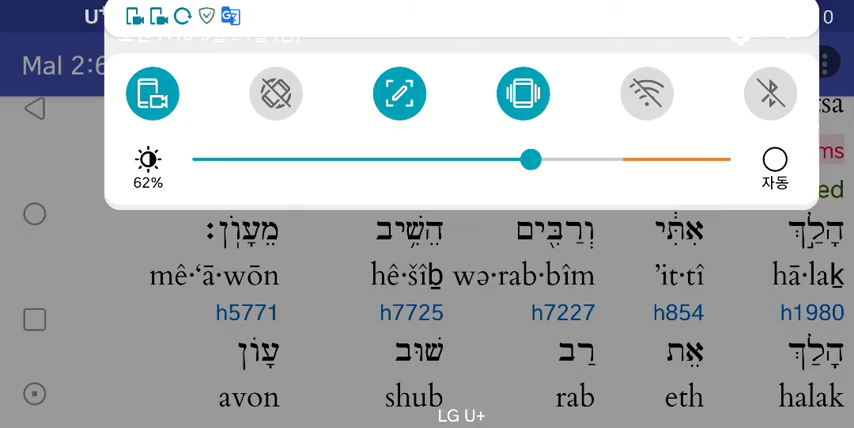 U+
0
Mal 2:6
62%
자동
sa
ms
ed
הָלַ֣ךְ אִתִּ֔י וְרַבִּ֖ים הֵשִׁ֥יב מֵעָוֺֽן׃
mê·‘ā·wōn hê·šîḇ wə·rab·bîm ’it·tî hā·laḵ
h5771 h7725 h7227 h854 h1980
הָלַךְ אֵת רַב שׁוּב עָוֺן
avon shub rab eth halak
LG U+